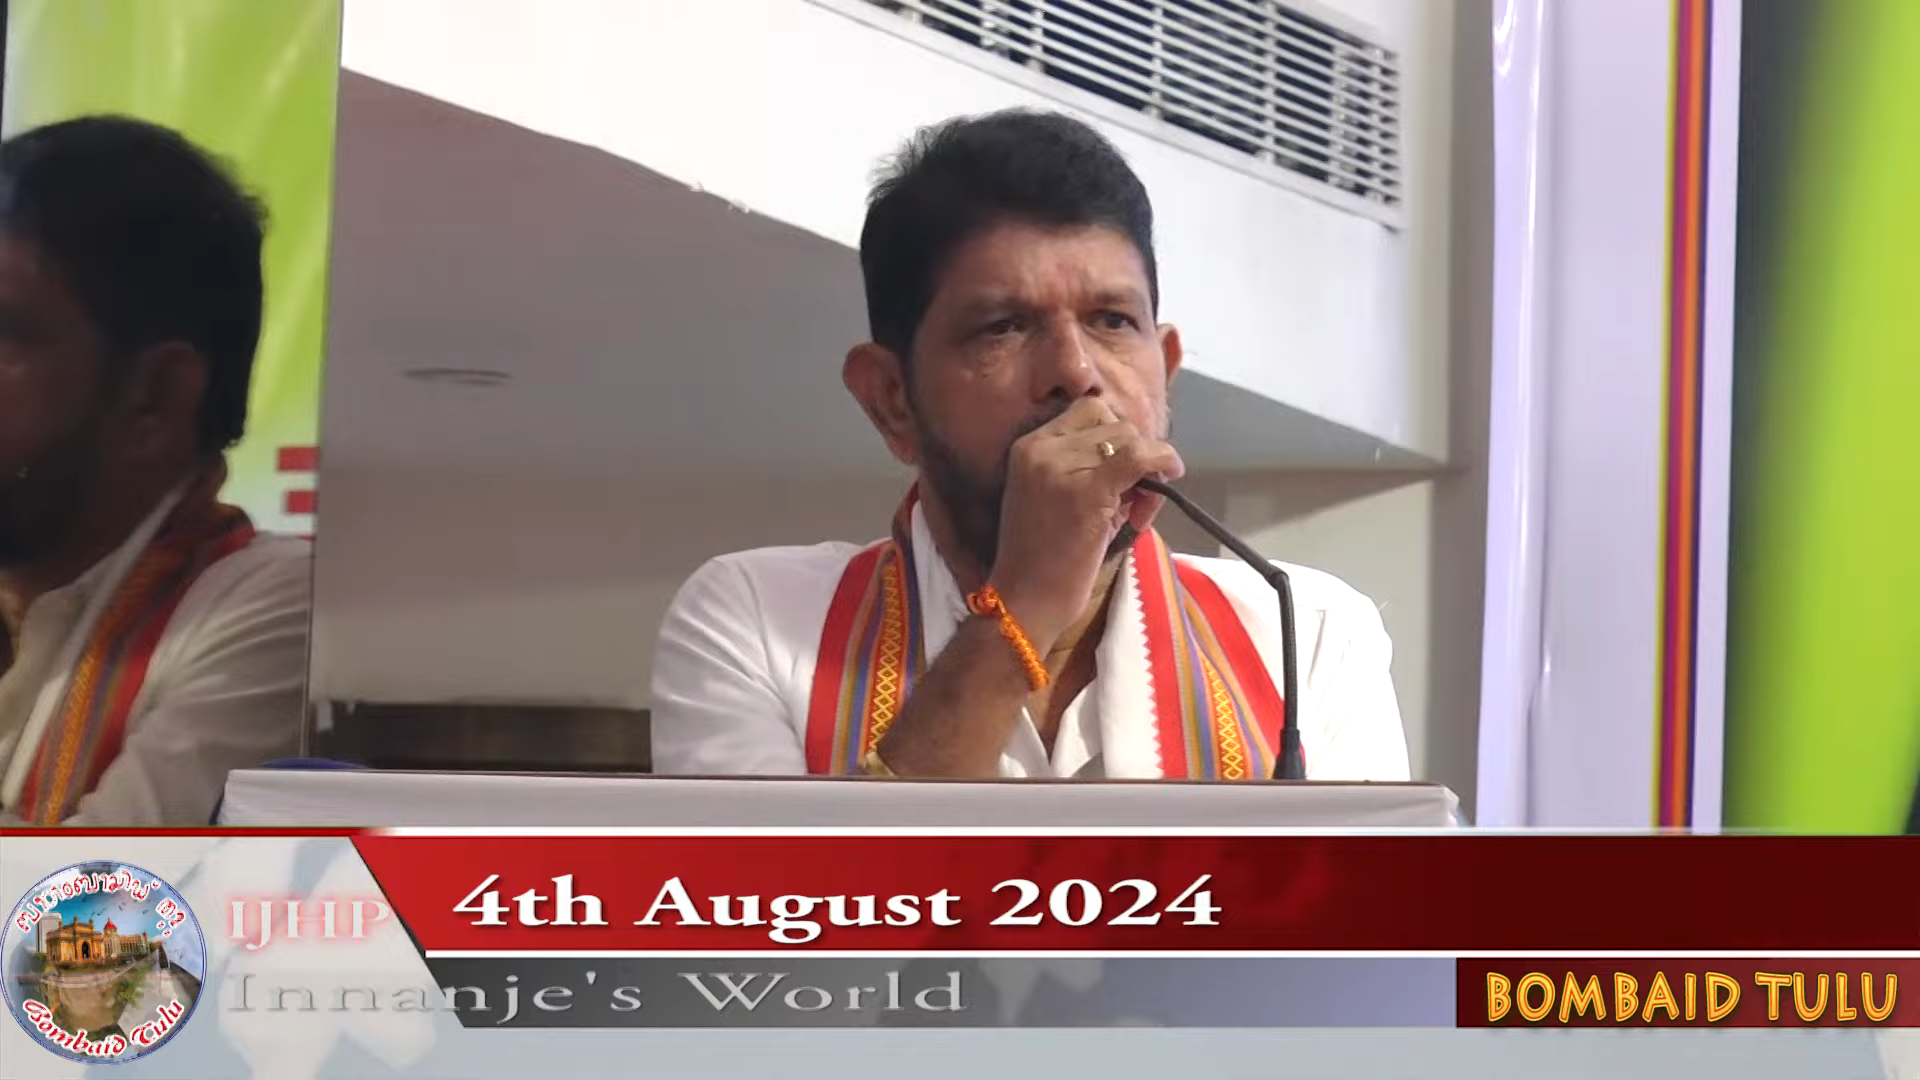 4th August 2024
IJHP
Innanje's World
BOMBAID TULU
Bombaid Tulu